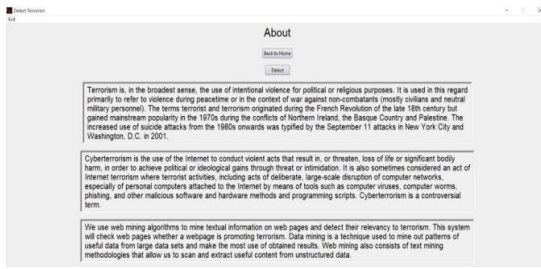 Detect Terrorism
Exit
About
Back to Home
Detect
Terrorism is, in the broadest sense, the use of intentional violence for political or religious purposes. It is used in this regard
primarily to refer to violence during peacetime or in the context of war against non-combatants (mostly civilians and neutral
military personnel). The terms terrorist and terrorism originated during the French Revolution of the late 18th century but
gained mainstream popularity in the 1970s during the conflicts of Northern Ireland, the Basque Country and Palestine. The
increased use of suicide attacks from the 1980s onwards was typified by the September 11 attacks in New York City and
Washington, D.C. in 2001.
Cyberterrorism is the use of the Internet to conduct violent acts that result in, or threaten, loss of life or significant bodily
harm, in order to achieve political or ideological gains through threat or intimidation. It is also sometimes considered an act of
Internet terrorism where terrorist activities, including acts of deliberate, large-scale disruption of computer networks,
especially of personal computers attached to the Internet by means of tools such as computer viruses, computer worms,
phishing, and other malicious software and hardware methods and programming scripts. Cyberterrorism is a controversial
term.
We use web mining algorithms to mine textual information on web pages and detect their relevancy to terrorism. This system
will check web pages whether a webpage is promoting terrorism. Data mining is a technique used to mine out patterns of
useful data from large data sets and make the most use of obtained results. Web mining also consists of text mining
methodologies that allow us to scan and extract useful content from unstructured data.